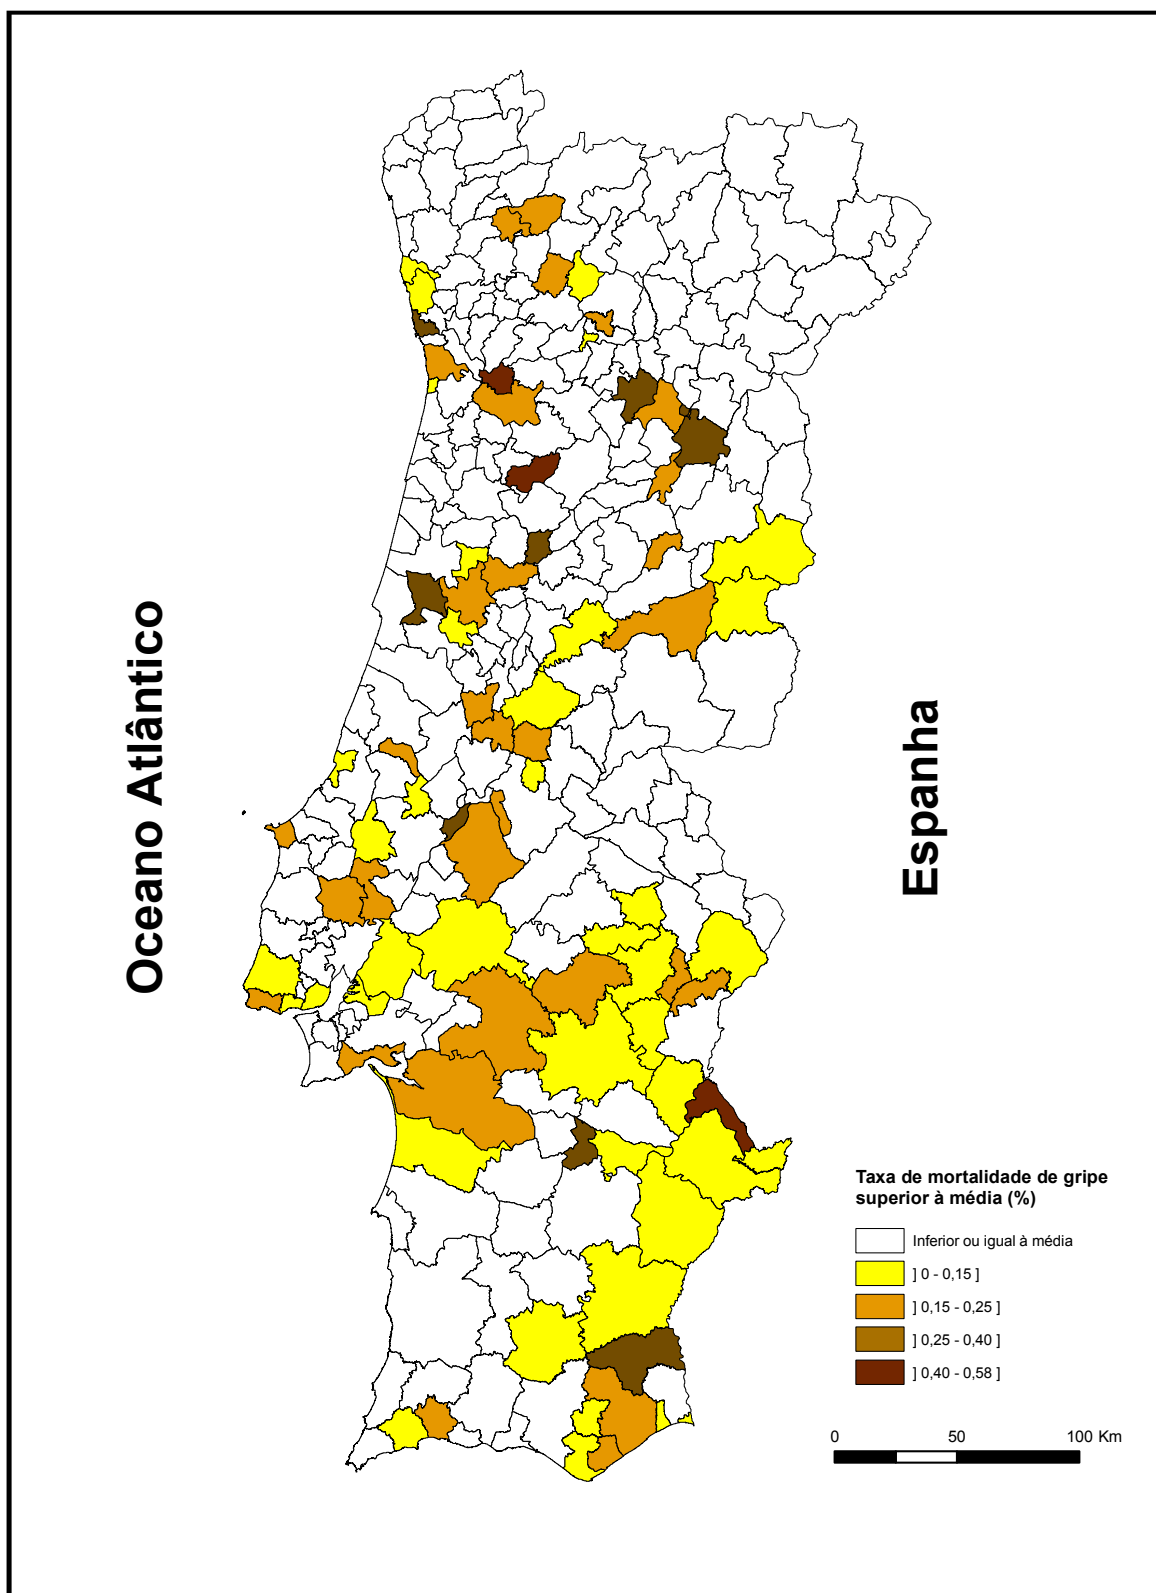 Oceano Atlântico
Espanha
Taxa de mortalidade de gripe
superior à média (%)
Inferior ou igual à média
] 0 - 0,15 ]
] 0,15 - 0,25 ]
] 0,25 - 0,40 ]
] 0,40 - 0,58 ]
0 50 100 Km